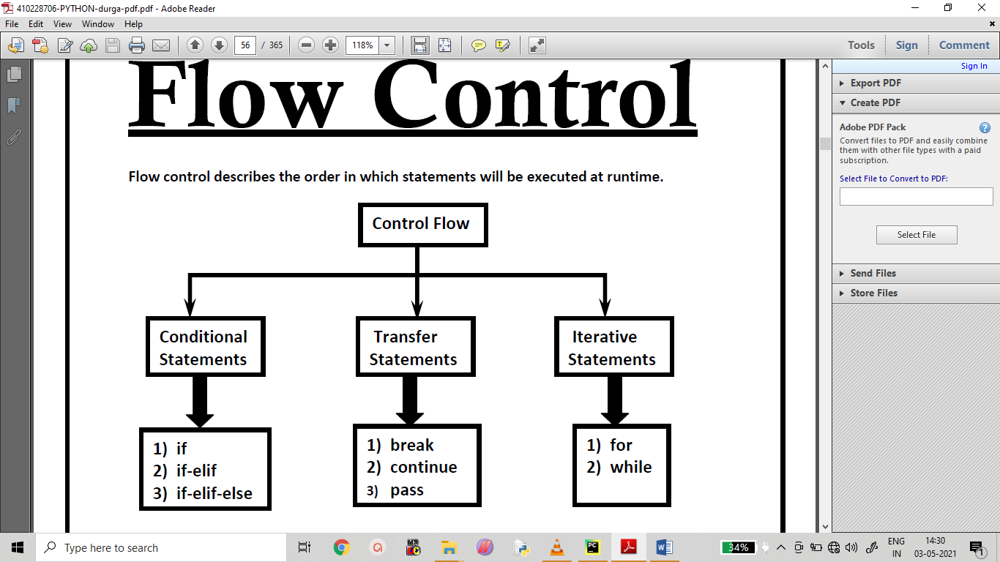 410228706-PYTHON-durga-pdf.pdf - Adobe Reader
File Edit View Window Help
56 / 365 118% Tools Sign Comment
Sign In
Flow Control
Flow control describes the order in which statements will be executed at runtime.
Control Flow
Conditional
Statements
Transfer
Statements
Iterative
Statements
1) if
2) if-elif
3) if-elif-else
1) break
2) continue
3) pass
1) for
2) while
Export PDF
Create PDF
Adobe PDF Pack
Convert files to PDF and easily combine
them with other file types with a paid
subscription.
Select File to Convert to PDF:
Select File
Send Files
Store Files
Type here to search
PC
34%
ENG
IN
14:30
03-05-2021
1